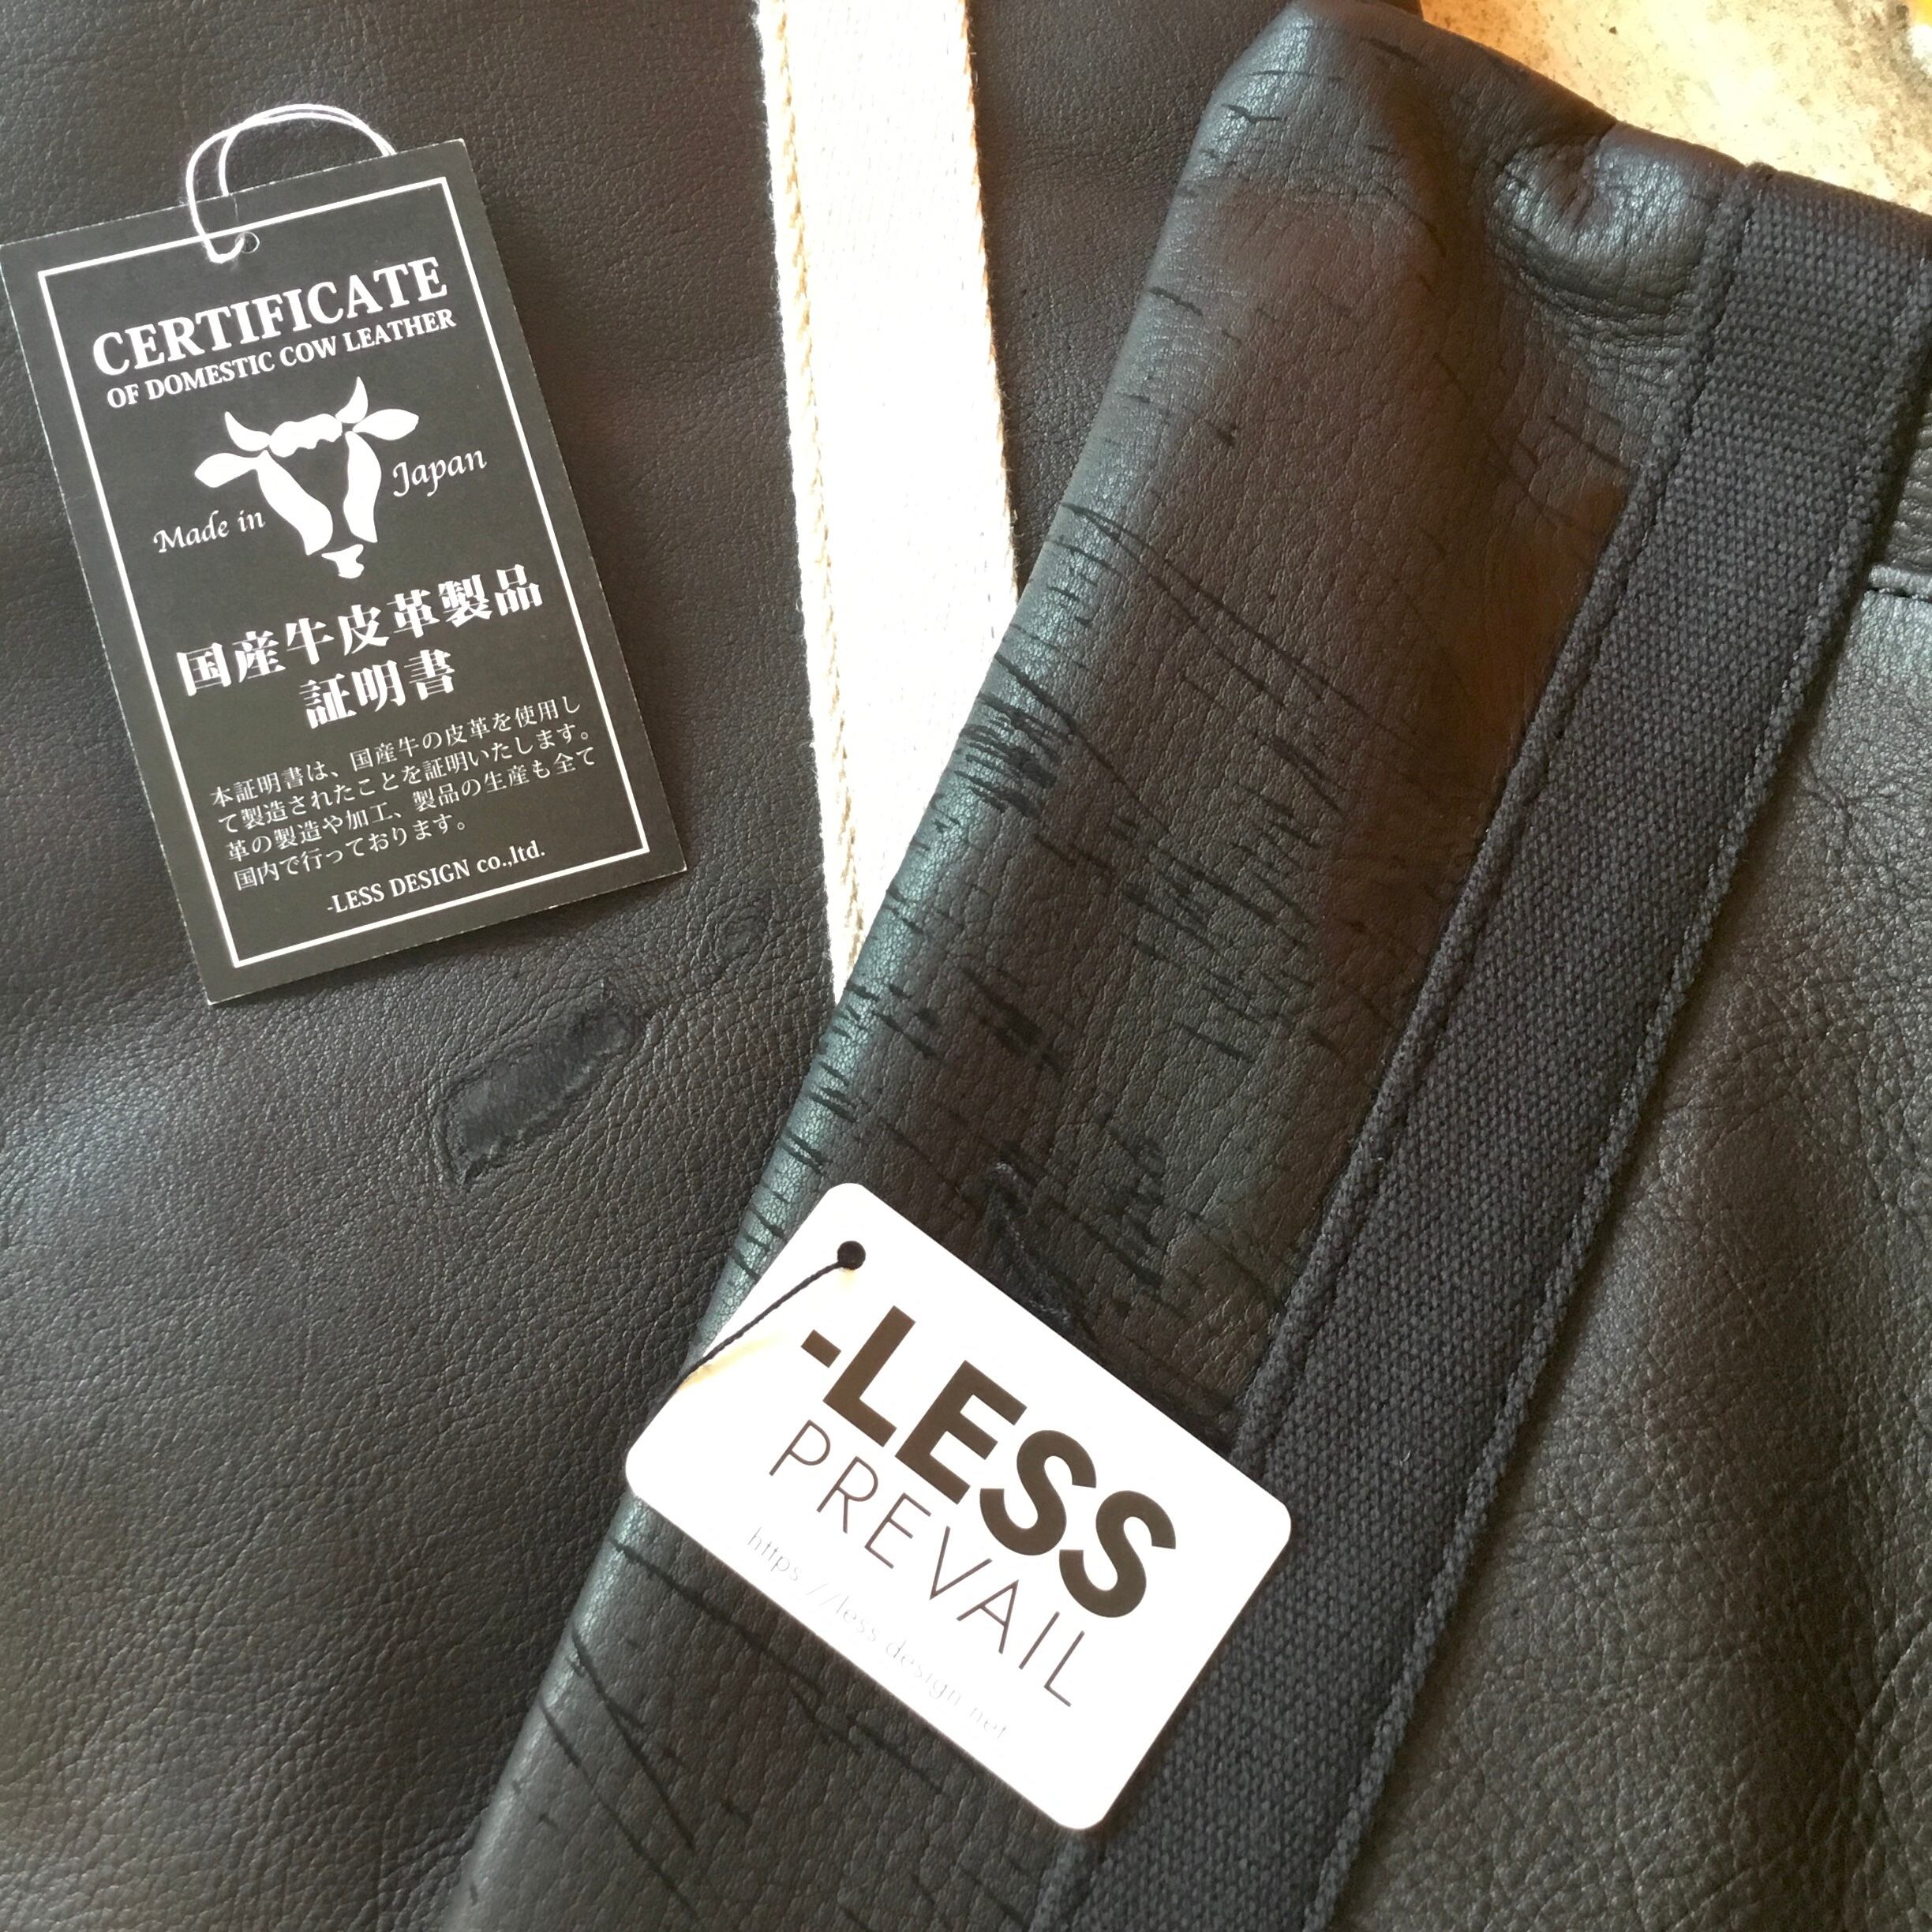 CERTIFICATE
OF DOMESTIC COW LEATHER
Made in Japan
国産牛皮革製品
証明書
本証明書は、国産牛の皮革を使用し
て製造されたことを証明いたします。
革の製造や加工、製品の生産も全て
国内で行っております。
-LESS DESIGN co.,ltd.
-LESS
PREVAIL
https://less-design.net